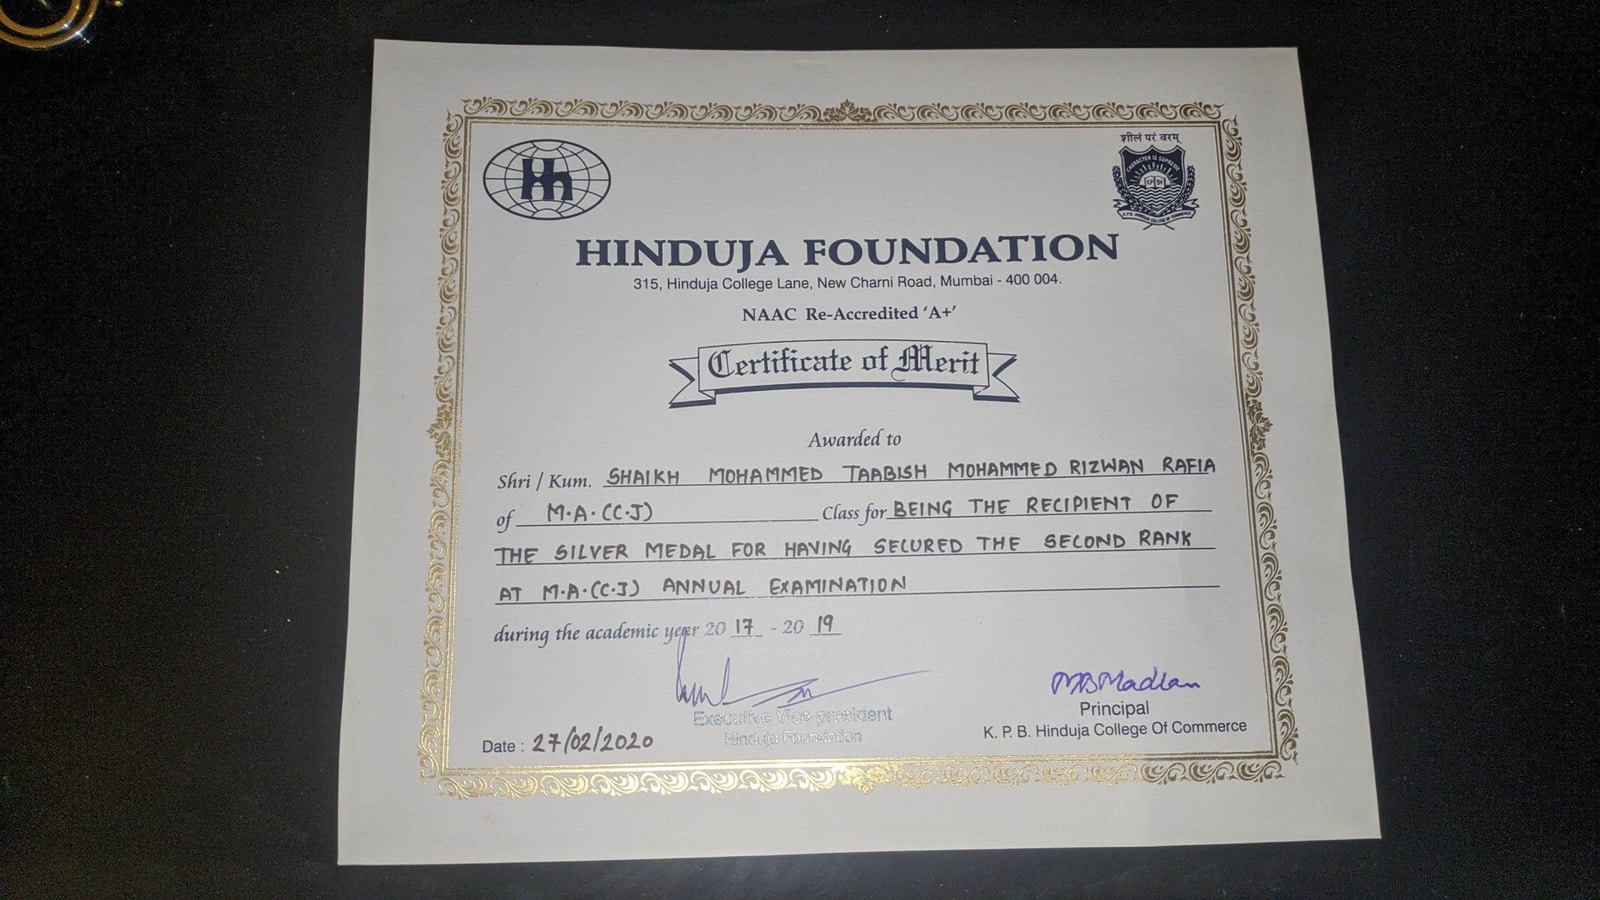 शीलं परं वरम्
CHARACTER IS SUPREME
K.P.B. HINDUJA COLLEGE OF COMMERCE
HINDUJA FOUNDATION
315, Hinduja College Lane, New Charni Road, Mumbai - 400 004.
NAAC Re-Accredited 'A+'
Certificate of Merit
Awarded to
Shri / Kum. SHAIKH MOHAMMED TAABISH MOHAMMED RIZWAN RAFIA
of M.A. (C.J) Class for BEING THE RECIPIENT OF
THE SILVER MEDAL FOR HAVING SECURED THE SECOND RANK
AT M.A.(C.J) ANNUAL EXAMINATION
during the academic year 2017 - 2019
MBMadlan
Executive Vice-president
Hinduja Foundation
Principal
K. P. B. Hinduja College Of Commerce
Date : 27/02/2020